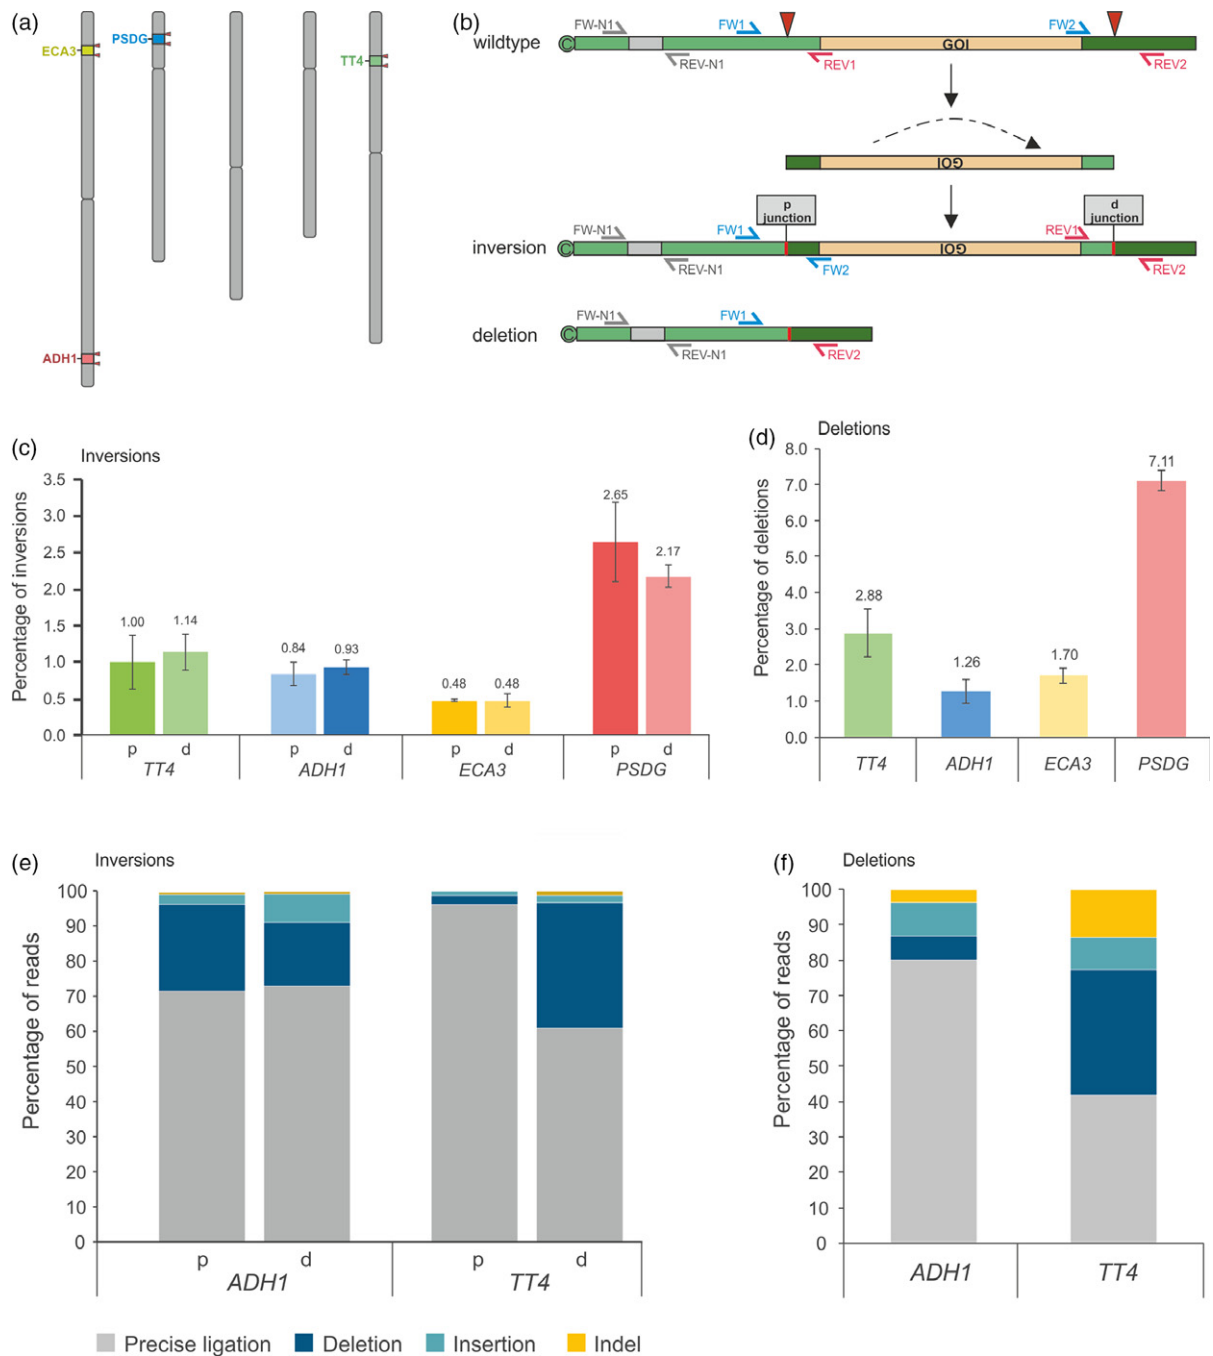 (a)
ECA3
PSDG
TT4
ADH1
(b)
FW-N1
FW1
FW2
wildtype
C
GOI
REV-N1
REV1
REV2
GOI
p junction
d junction
FW-N1
FW1
REV1
inversion
C
GOI
REV-N1
FW2
REV2
FW-N1
FW1
deletion
C
REV-N1
REV2
(c)
Inversions
Percentage of inversions
3.5
3.0
2.5
2.0
1.5
1.0
0.5
0.0
1.00
1.14
0.84
0.93
0.48
0.48
2.65
2.17
p d p d p d p d
TT4 ADH1 ECA3 PSDG
(d)
Deletions
Percentage of deletions
8.0
7.0
6.0
5.0
4.0
3.0
2.0
1.0
0.0
2.88
1.26
1.70
7.11
TT4 ADH1 ECA3 PSDG
(e)
Inversions
Percentage of reads
100
90
80
70
60
50
40
30
20
10
0
p d p d
ADH1 TT4
(f)
Deletions
Percentage of reads
100
90
80
70
60
50
40
30
20
10
0
ADH1 TT4
Precise ligation Deletion Insertion Indel